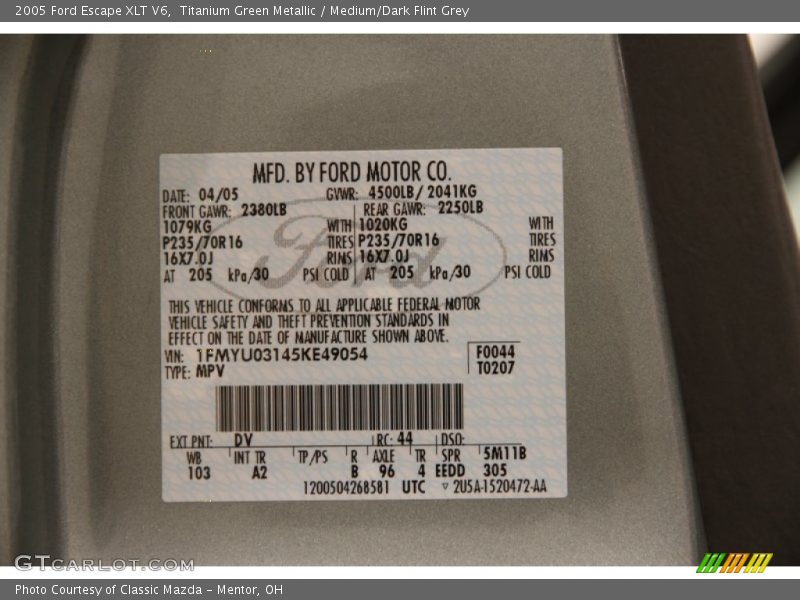 2005 Ford Escape XLT V6,  Titanium Green Metallic / Medium/Dark Flint Grey
MFD. BY FORD MOTOR CO.
DATE: 04/05 GVWR: 4500LB/ 2041KG
FRONT GAWR: 2380LB REAR GAWR: 2250LB
1079KG WITH 1020KG WITH
P235/70R16 TIRES P235/70R16 TIRES
16X7.0J RIMS 16X7.0J RIMS
AT 205 kPa/30 PSI COLD AT 205 kPa/30 PSI COLD
Ford
THIS VEHICLE CONFORMS TO ALL APPLICABLE FEDERAL MOTOR
VEHICLE SAFETY AND THEFT PREVENTION STANDARDS IN
EFFECT ON THE DATE OF MANUFACTURE SHOWN ABOVE.
VIN: 1FMYU03145KE49054 F0044
TYPE: MPV T0207
EXT PNT: DV RC: 44 DSO:
WB INT TR TP/PS R AXLE TR SPR 5M11B
103 A2 B 96 4 EEDD 305
1200504268581 UTC ▽ 2U5A-1520472-AA
GTCARLOT.COM
Photo Courtesy of Classic Mazda - Mentor, OH